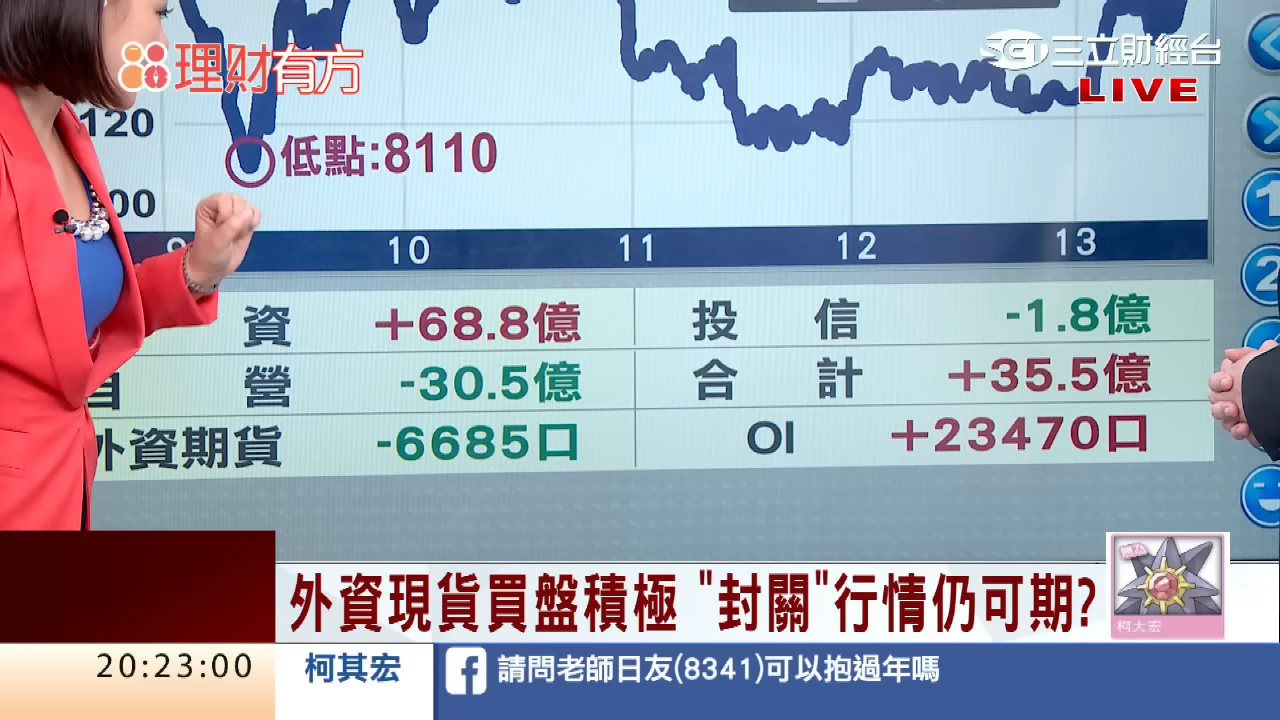 理財有方
SET 三立財經台
LIVE
120
低點:8110
00
9 10 11 12 13
資 +68.8億 投信 -1.8億
自營 -30.5億 合計 +35.5億
外資期貨 -6685口 OI +23470口
1
2
外資現貨買盤積極 "封關"行情仍可期?
柯大宏
20:23:00 柯其宏 f 請問老師日友(8341)可以抱過年嗎